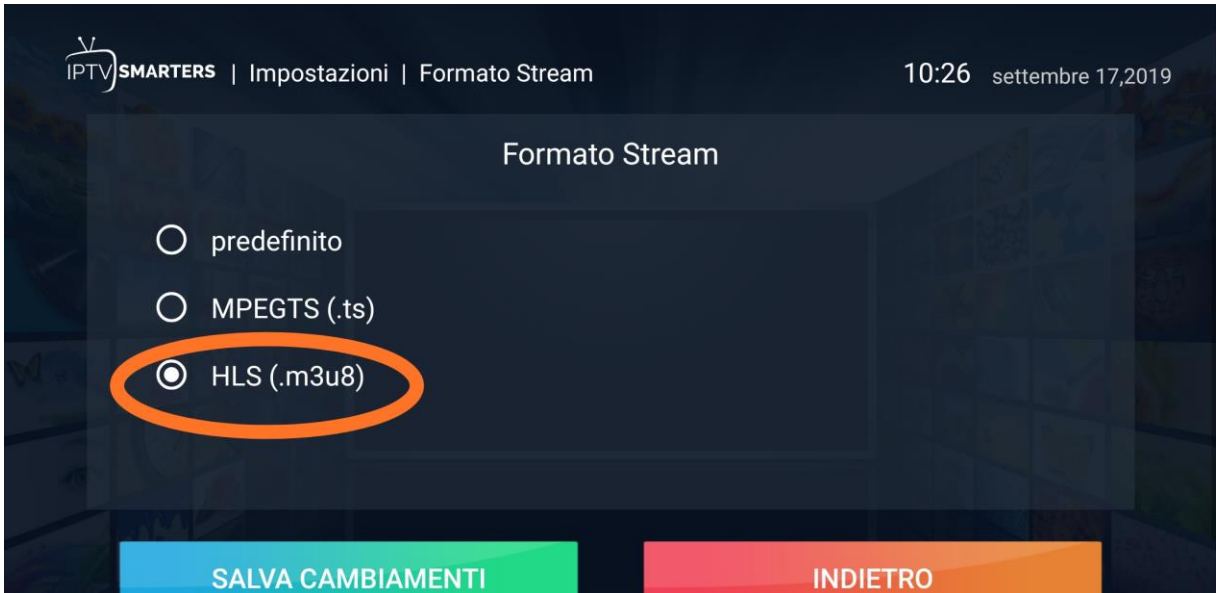 IPTV SMARTERS | Impostazioni | Formato Stream 10:26 settembre 17,2019
Formato Stream
predefinito
MPEGTS (.ts)
HLS (.m3u8)
SALVA CAMBIAMENTI INDIETRO